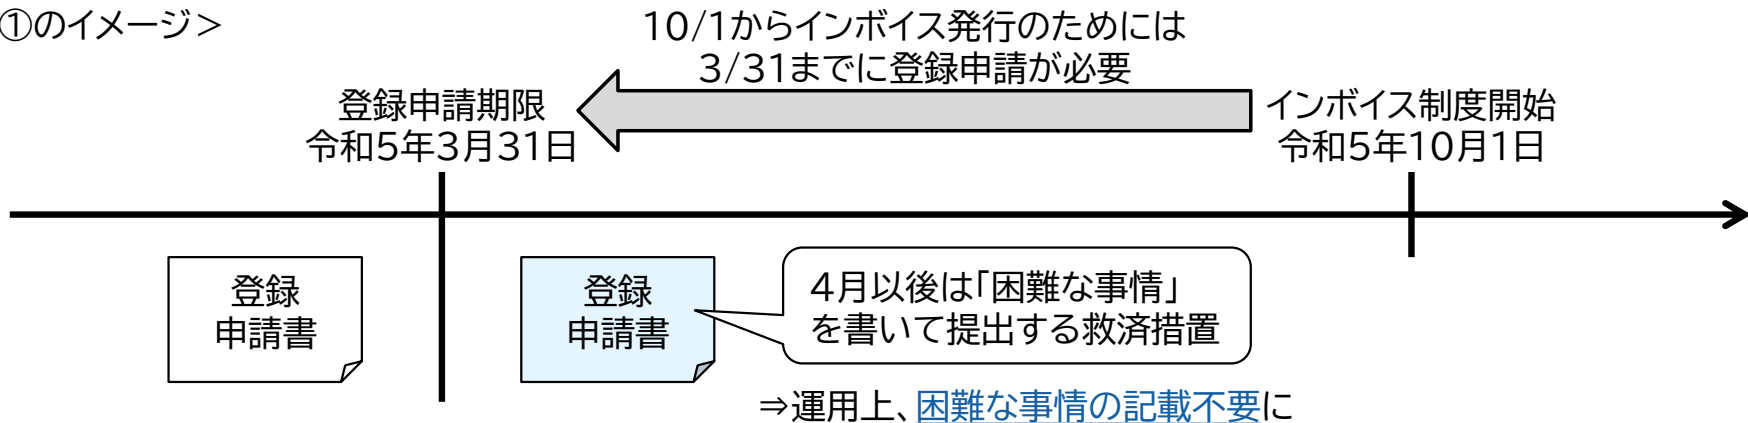 ①のイメージ>
10/1からインボイス発行のためには
3/31までに登録申請が必要
登録申請期限
令和5年3月31日
インボイス制度開始
令和5年10月1日
登録
申請書
登録
申請書
4月以後は「困難な事情」
を書いて提出する救済措置
⇒運用上、困難な事情の記載不要に